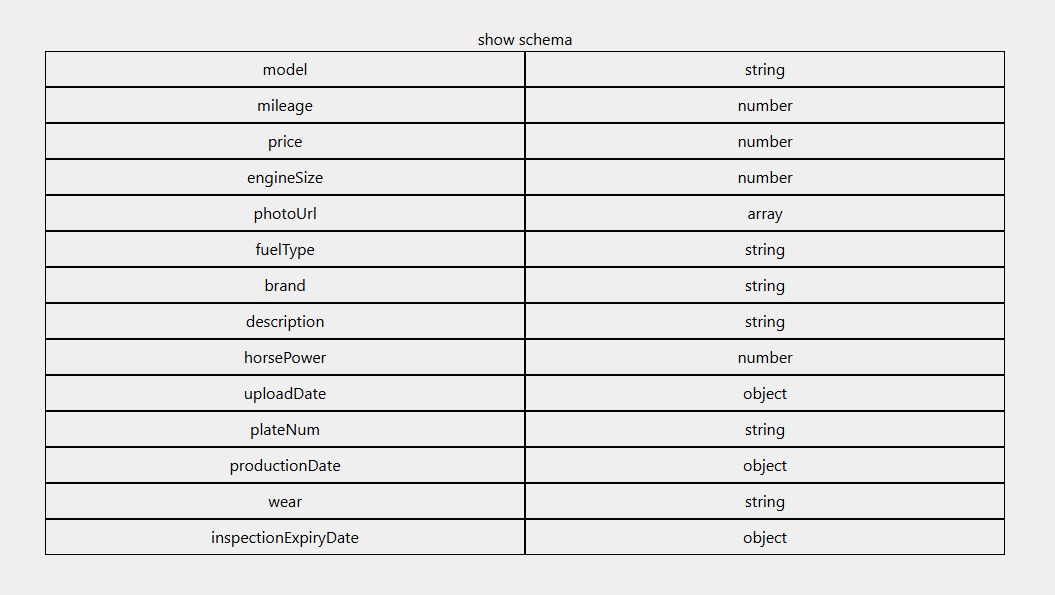 show schema
model string
mileage number
price number
engineSize number
photoUrl array
fuelType string
brand string
description string
horsePower number
uploadDate object
plateNum string
productionDate object
wear string
inspectionExpiryDate object